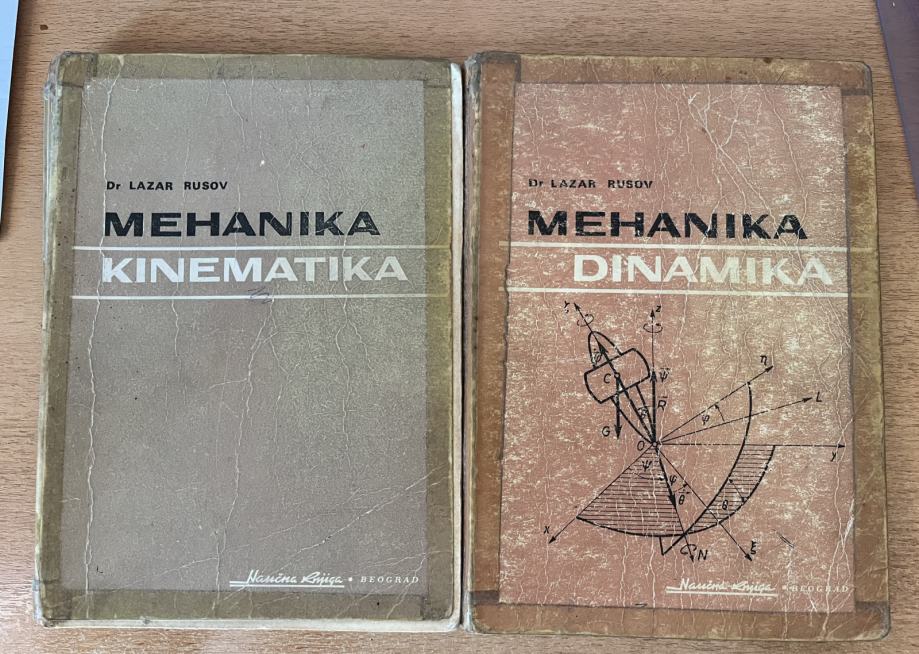 Dr LAZAR RUSOV
MEHANIKA
KINEMATIKA
Naučna Knjiga • BEOGRAD
Dr LAZAR RUSOV
MEHANIKA
DINAMIKA
z
η
C
ψ
R
L
G
φ
O
y
ψ
φ
θ
θ
x
N
ξ
Naučna Knjiga • BEOGRAD